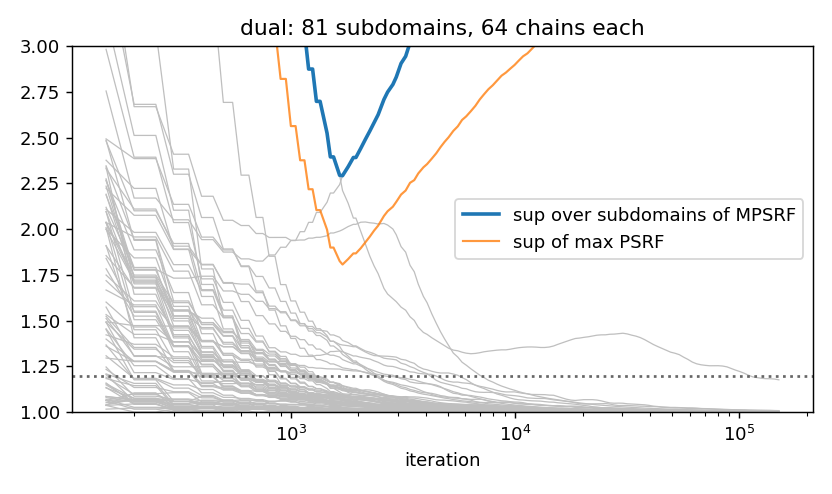 dual: 81 subdomains, 64 chains each
3.00
2.75
2.50
2.25
2.00
1.75
1.50
1.25
1.00
sup over subdomains of MPSRF
sup of max PSRF
10³ 10⁴ 10⁵
iteration